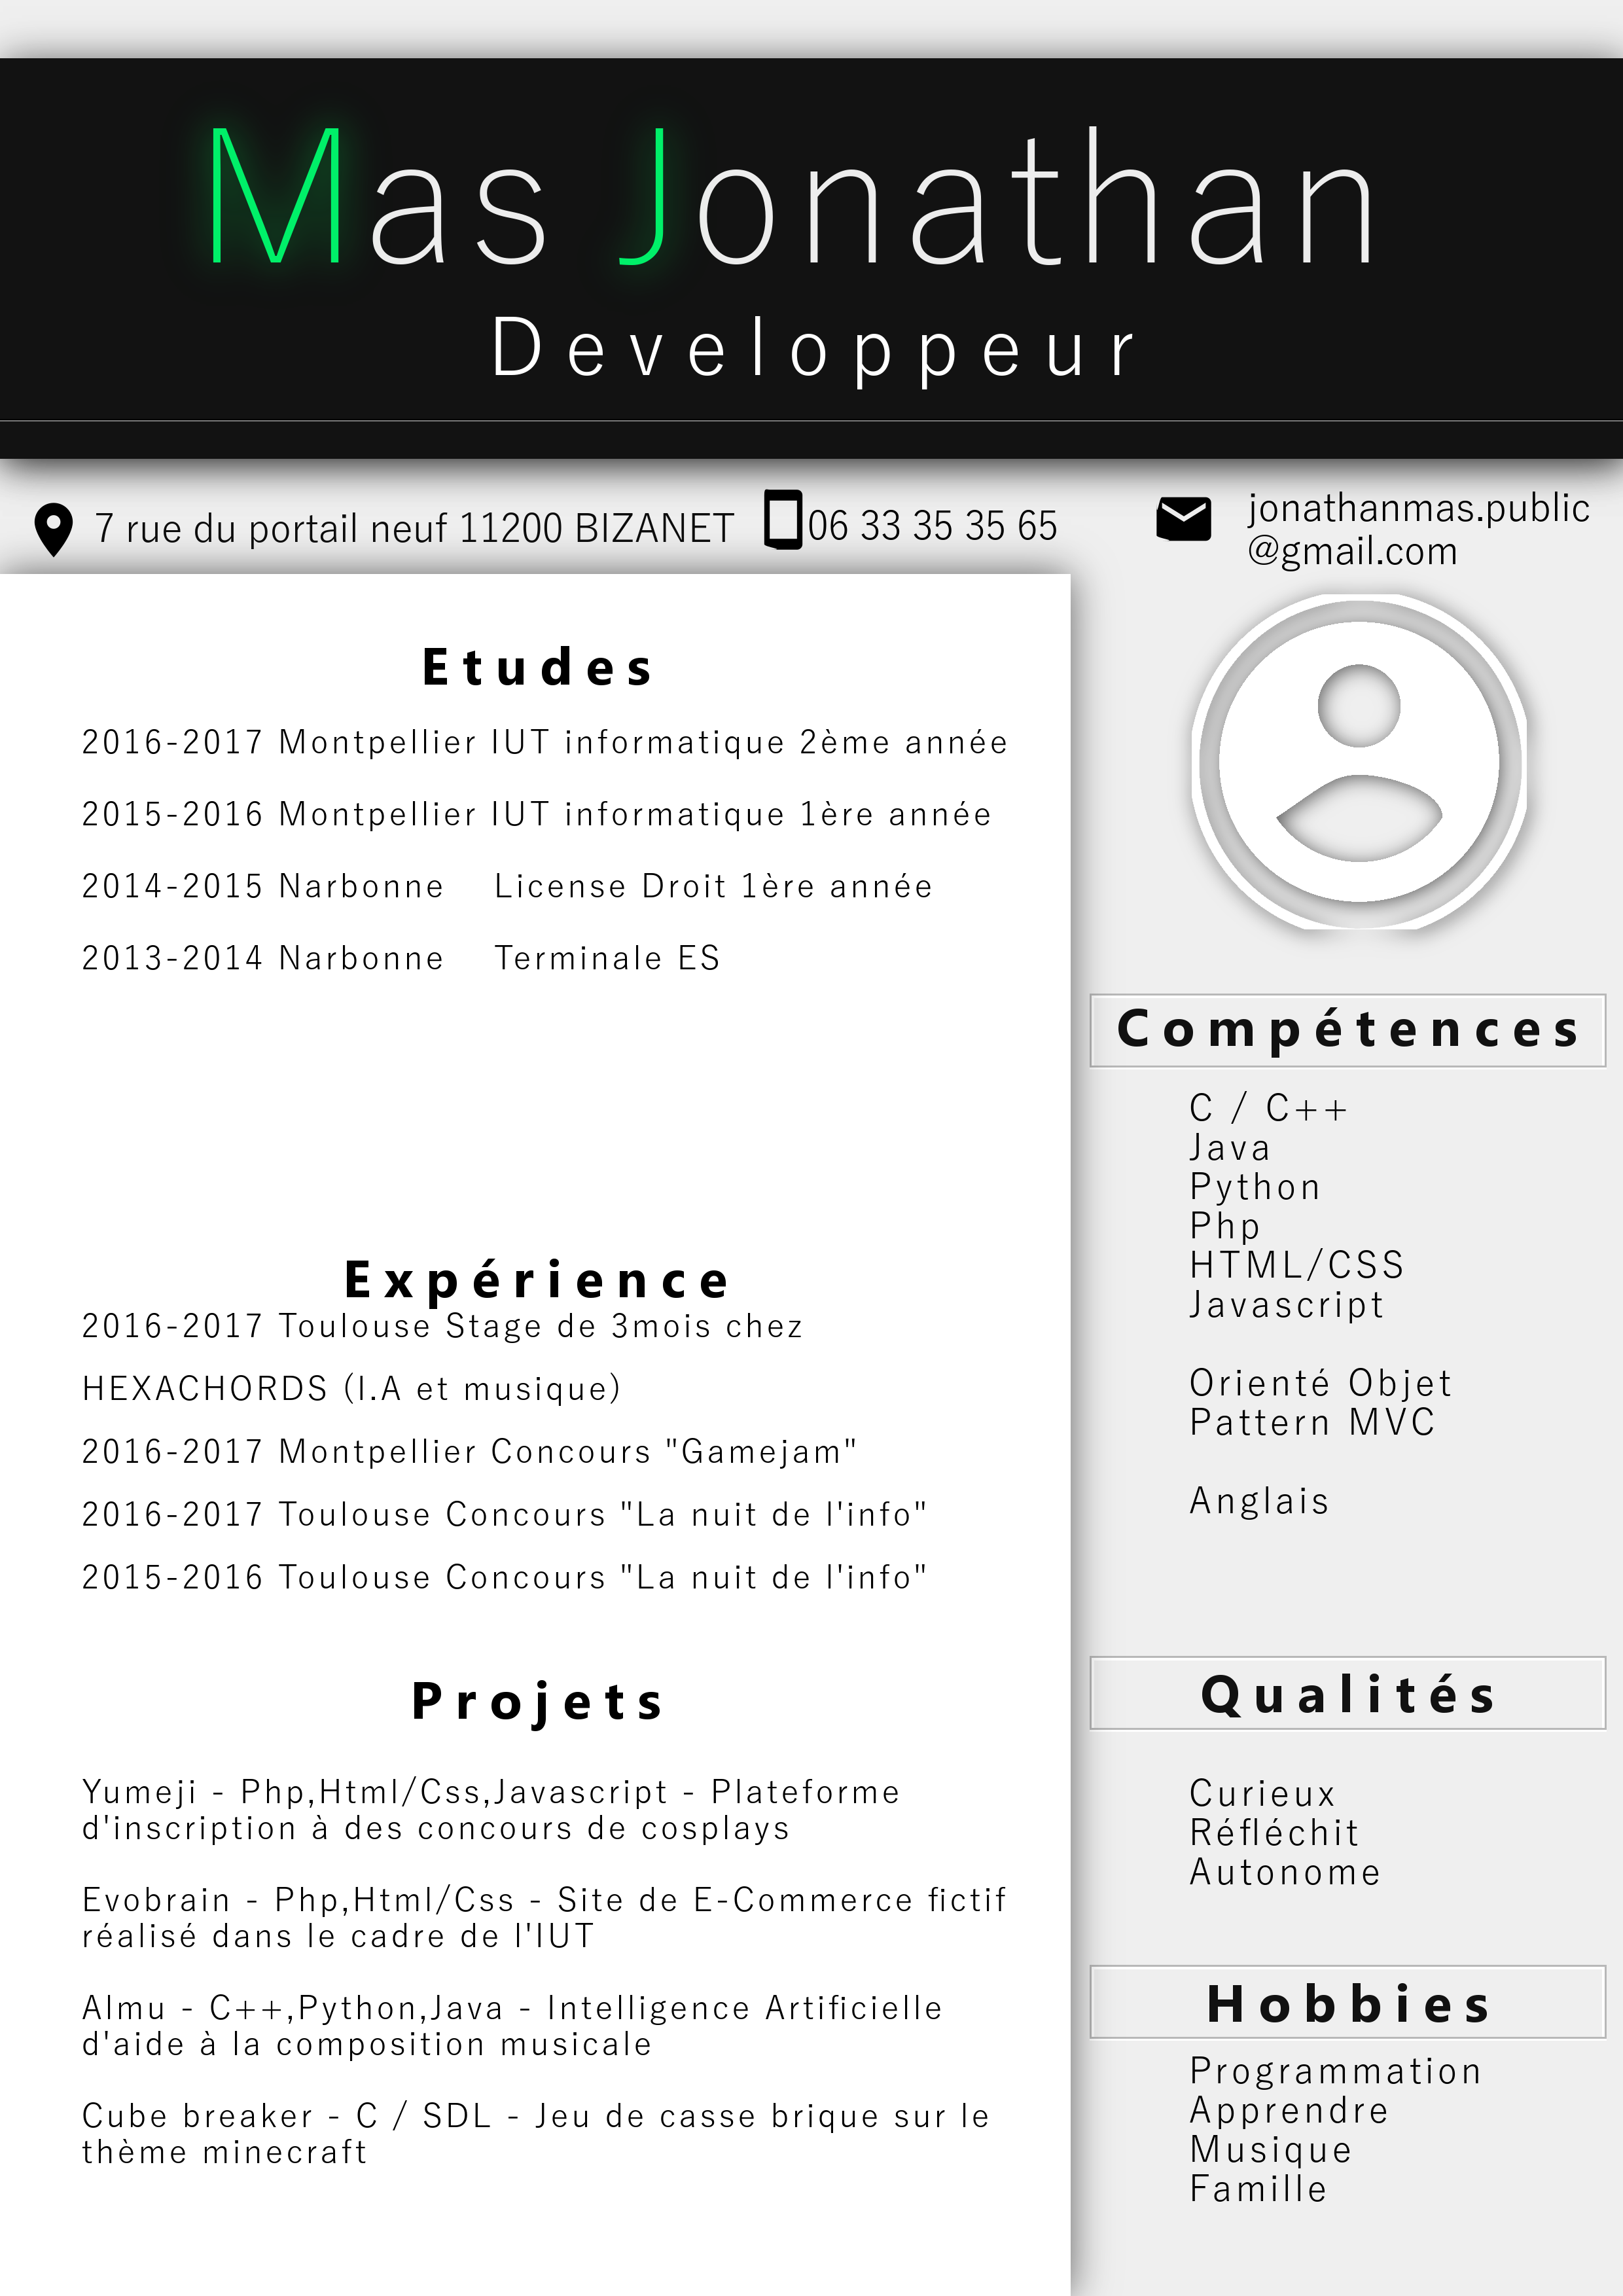 Mas Jonathan
Developpeur
7 rue du portail neuf 11200 BIZANET
06 33 35 35 65
jonathanmas.public
@gmail.com
Etudes
2016-2017 Montpellier IUT informatique 2ème année
2015-2016 Montpellier IUT informatique 1ère année
2014-2015 Narbonne License Droit 1ère année
2013-2014 Narbonne Terminale ES
Expérience
2016-2017 Toulouse Stage de 3mois chez
HEXACHORDS (I.A et musique)
2016-2017 Montpellier Concours "Gamejam"
2016-2017 Toulouse Concours "La nuit de l'info"
2015-2016 Toulouse Concours "La nuit de l'info"
Projets
Yumeji - Php,Html/Css,Javascript - Plateforme
d'inscription à des concours de cosplays
Evobrain - Php,Html/Css - Site de E-Commerce fictif
réalisé dans le cadre de l'IUT
Almu - C++,Python,Java - Intelligence Artificielle
d'aide à la composition musicale
Cube breaker - C / SDL - Jeu de casse brique sur le
thème minecraft
Compétences
C / C++
Java
Python
Php
HTML/CSS
Javascript
Orienté Objet
Pattern MVC
Anglais
Qualités
Curieux
Réfléchit
Autonome
Hobbies
Programmation
Apprendre
Musique
Famille